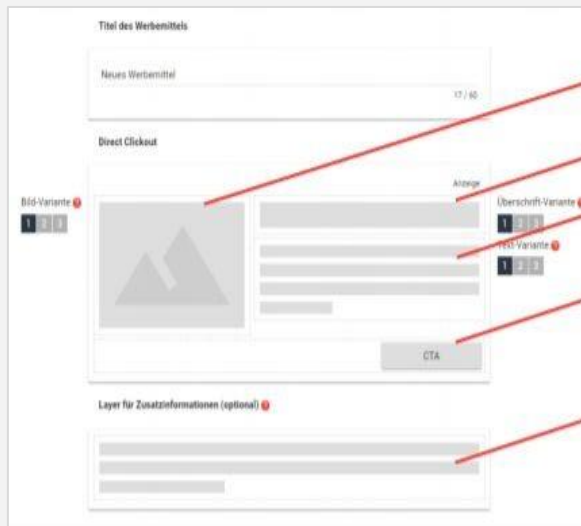 Titel des Werbemittels
Neues Werbemittel
17 / 60
Direct Clickout
Anzeige
Bild-Variante ?
1 2 3
Überschrift-Variante
1 2 3
Text-Variante ?
1 2 3
CTA
Layer für Zusatzinformationen (optional) ?